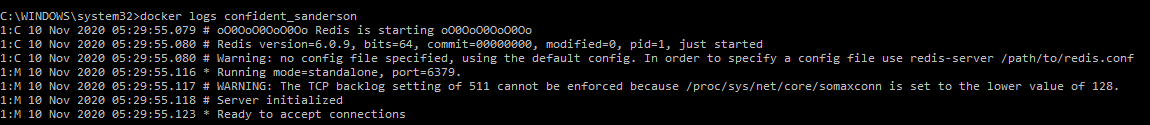 C:\WINDOWS\system32>docker logs confident_sanderson
1:C 10 Nov 2020 05:29:55.079 # oO0OoO0OoO0Oo Redis is starting oO0OoO0OoO0Oo
1:C 10 Nov 2020 05:29:55.080 # Redis version=6.0.9, bits=64, commit=00000000, modified=0, pid=1, just started
1:C 10 Nov 2020 05:29:55.080 # Warning: no config file specified, using the default config. In order to specify a config file use redis-server /path/to/redis.conf
1:M 10 Nov 2020 05:29:55.116 * Running mode=standalone, port=6379.
1:M 10 Nov 2020 05:29:55.117 # WARNING: The TCP backlog setting of 511 cannot be enforced because /proc/sys/net/core/somaxconn is set to the lower value of 128.
1:M 10 Nov 2020 05:29:55.118 # Server initialized
1:M 10 Nov 2020 05:29:55.123 * Ready to accept connections